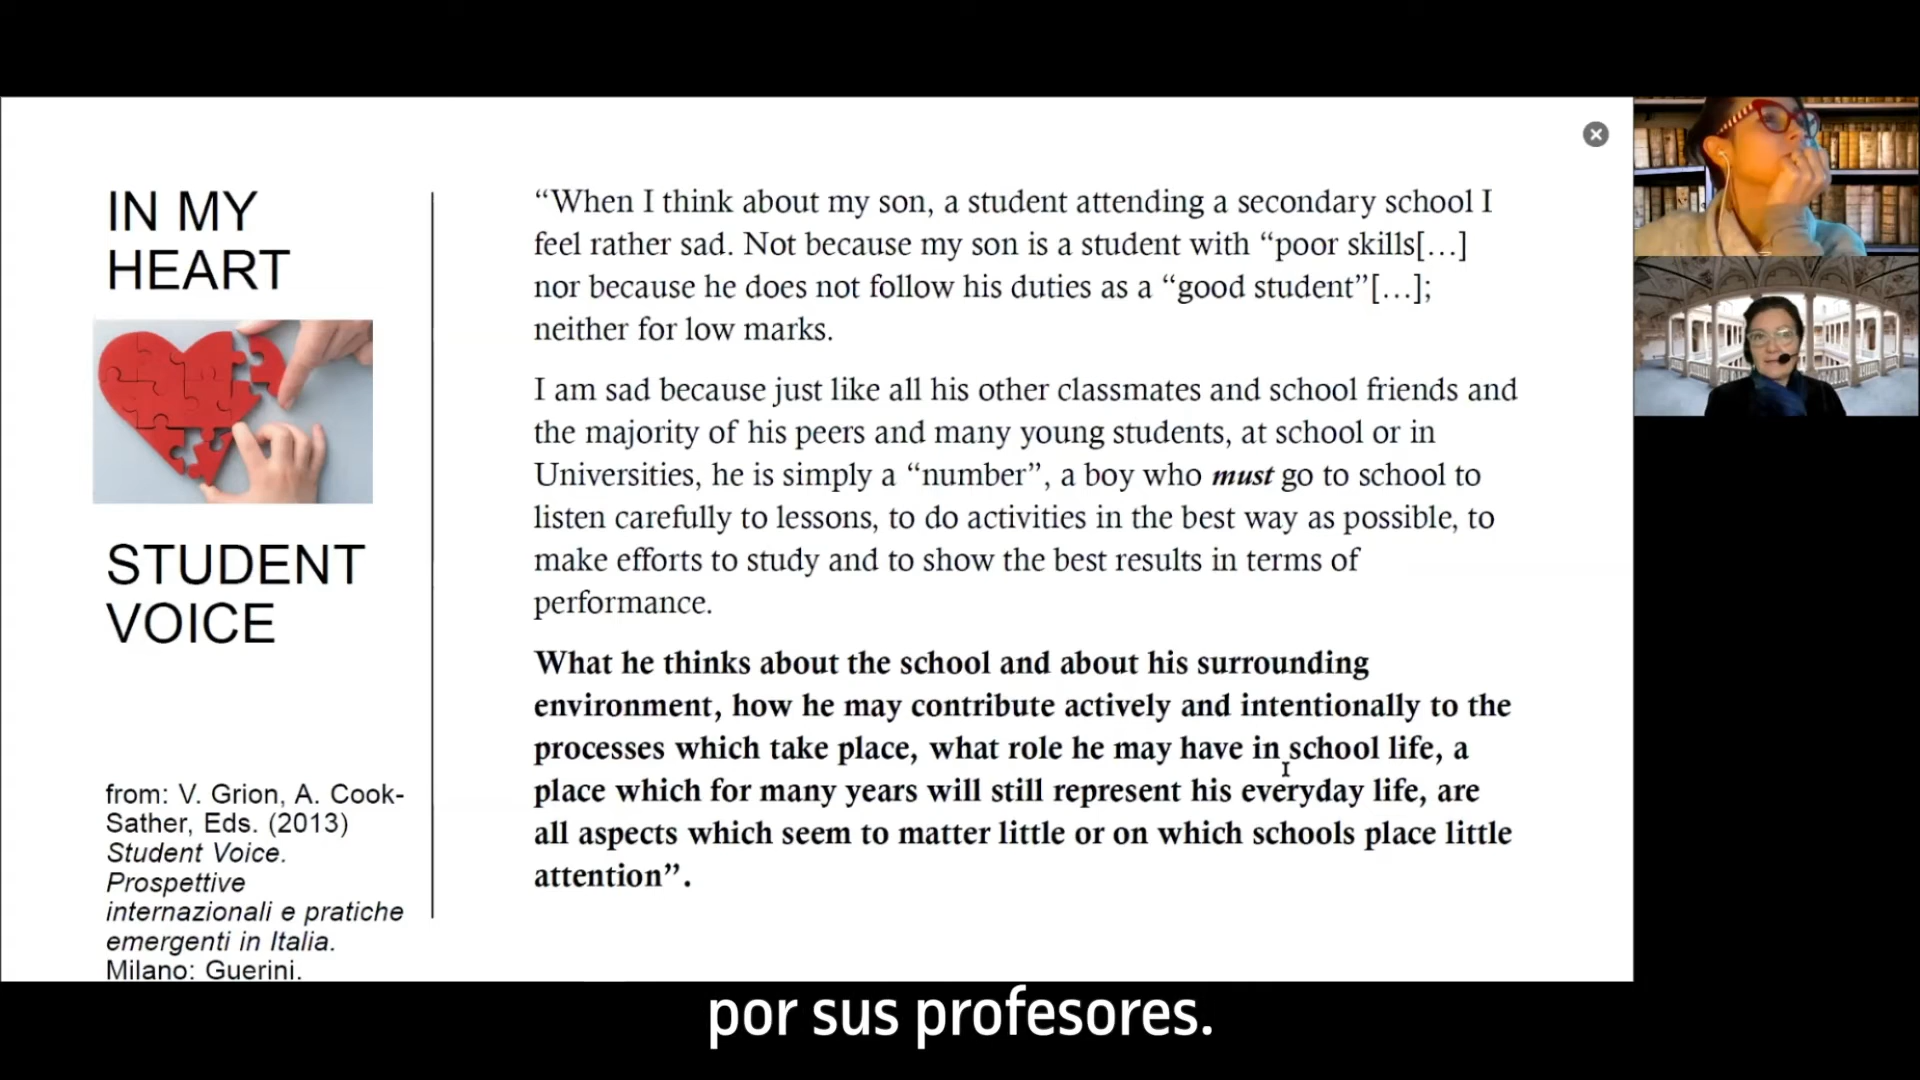 IN MY
HEART
STUDENT
VOICE
from: V. Grion, A. Cook-
Sather, Eds. (2013)
Student Voice.
Prospettive
internazionali e pratiche
emergenti in Italia.
Milano: Guerini.
“When I think about my son, a student attending a secondary school I
feel rather sad. Not because my son is a student with “poor skills[…]
nor because he does not follow his duties as a “good student”[…];
neither for low marks.
I am sad because just like all his other classmates and school friends and
the majority of his peers and many young students, at school or in
Universities, he is simply a “number”, a boy who must go to school to
listen carefully to lessons, to do activities in the best way as possible, to
make efforts to study and to show the best results in terms of
performance.
What he thinks about the school and about his surrounding
environment, how he may contribute actively and intentionally to the
processes which take place, what role he may have in school life, a
place which for many years will still represent his everyday life, are
all aspects which seem to matter little or on which schools place little
attention”.
por sus profesores.